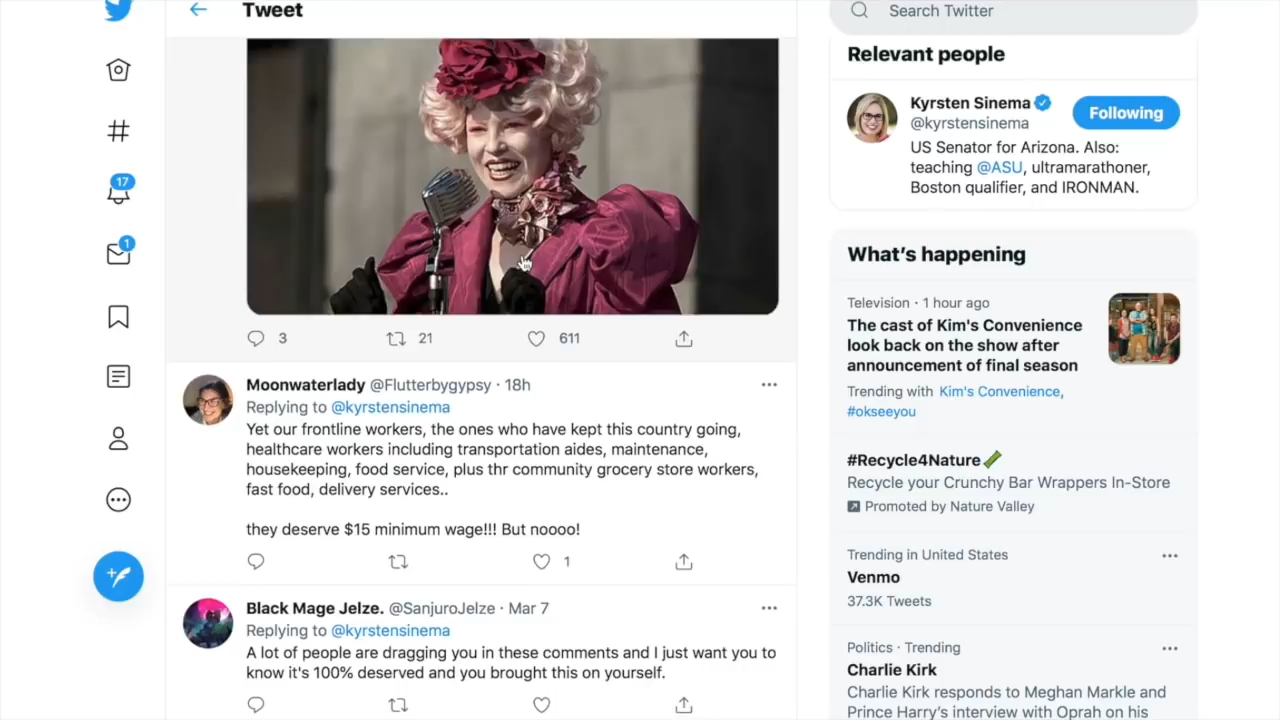 Tweet
3
21
611
Moonwaterlady @Flutterbygypsy · 18h
Replying to @kyrstensinema
Yet our frontline workers, the ones who have kept this country going,
healthcare workers including transportation aides, maintenance,
housekeeping, food service, plus thr community grocery store workers,
fast food, delivery services..
they deserve $15 minimum wage!!! But noooo!
1
Black Mage Jelze. @SanjuroJelze · Mar 7
Replying to @kyrstensinema
A lot of people are dragging you in these comments and I just want you to
know it's 100% deserved and you brought this on yourself.
17
1
Search Twitter
Relevant people
Kyrsten Sinema
@kyrstensinema
Following
US Senator for Arizona. Also:
teaching @ASU, ultramarathoner,
Boston qualifier, and IRONMAN.
What's happening
Television · 1 hour ago
The cast of Kim's Convenience
look back on the show after
announcement of final season
Trending with Kim's Convenience,
#okseeyou
#Recycle4Nature
Recycle your Crunchy Bar Wrappers In-Store
Promoted by Nature Valley
Trending in United States
Venmo
37.3K Tweets
Politics · Trending
Charlie Kirk
Charlie Kirk responds to Meghan Markle and
Prince Harry's interview with Oprah on his